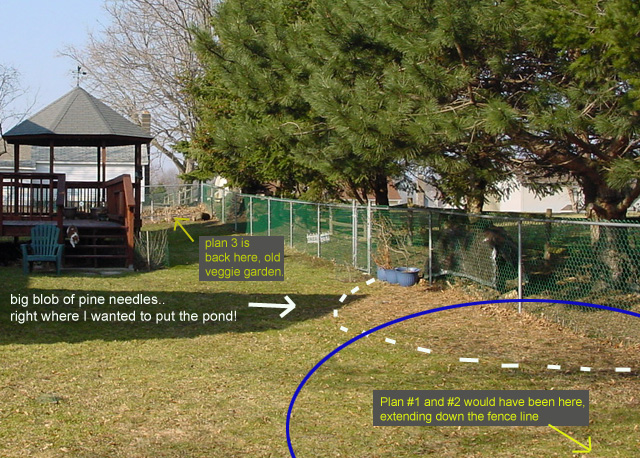 plan 3 is
back here, old
veggie garden.
big blob of pine needles..
right where I wanted to put the pond!
Plan #1 and #2 would have been here,
extending down the fence line